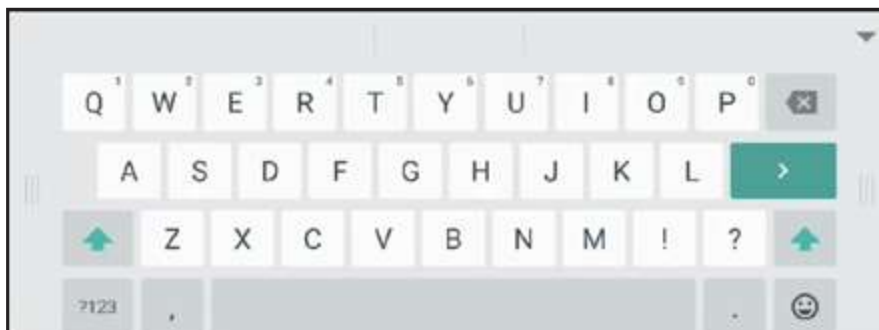 Q 1 W 2 E 3 R 4 T 5 Y 6 U 7 I 8 O 9 P 0
A S D F G H J K L
Z X C V B N M ! ?
?123 , .